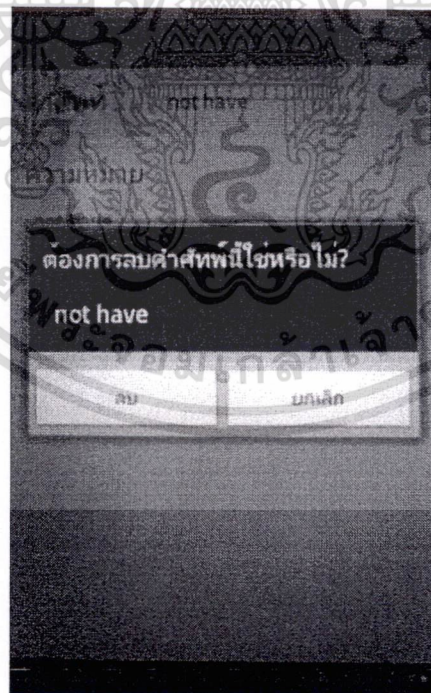 คำศัพท์ not have
ความหมาย
ต้องการลบคำศัพท์นี้ใช่หรือไม่?
not have
ลบ ยกเลิก